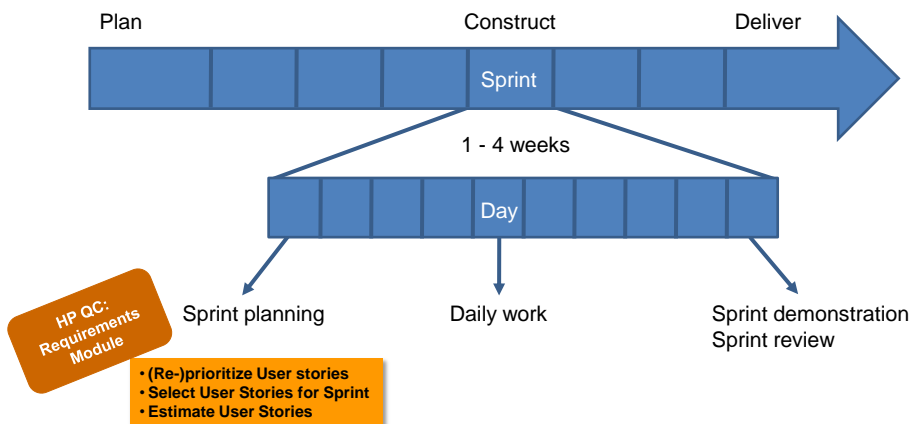 Plan
Construct
Deliver
Sprint
1 - 4 weeks
Day
Sprint planning
Daily work
Sprint demonstration
Sprint review
HP QC:
Requirements
Module
• (Re-)prioritize User stories
• Select User Stories for Sprint
• Estimate User Stories